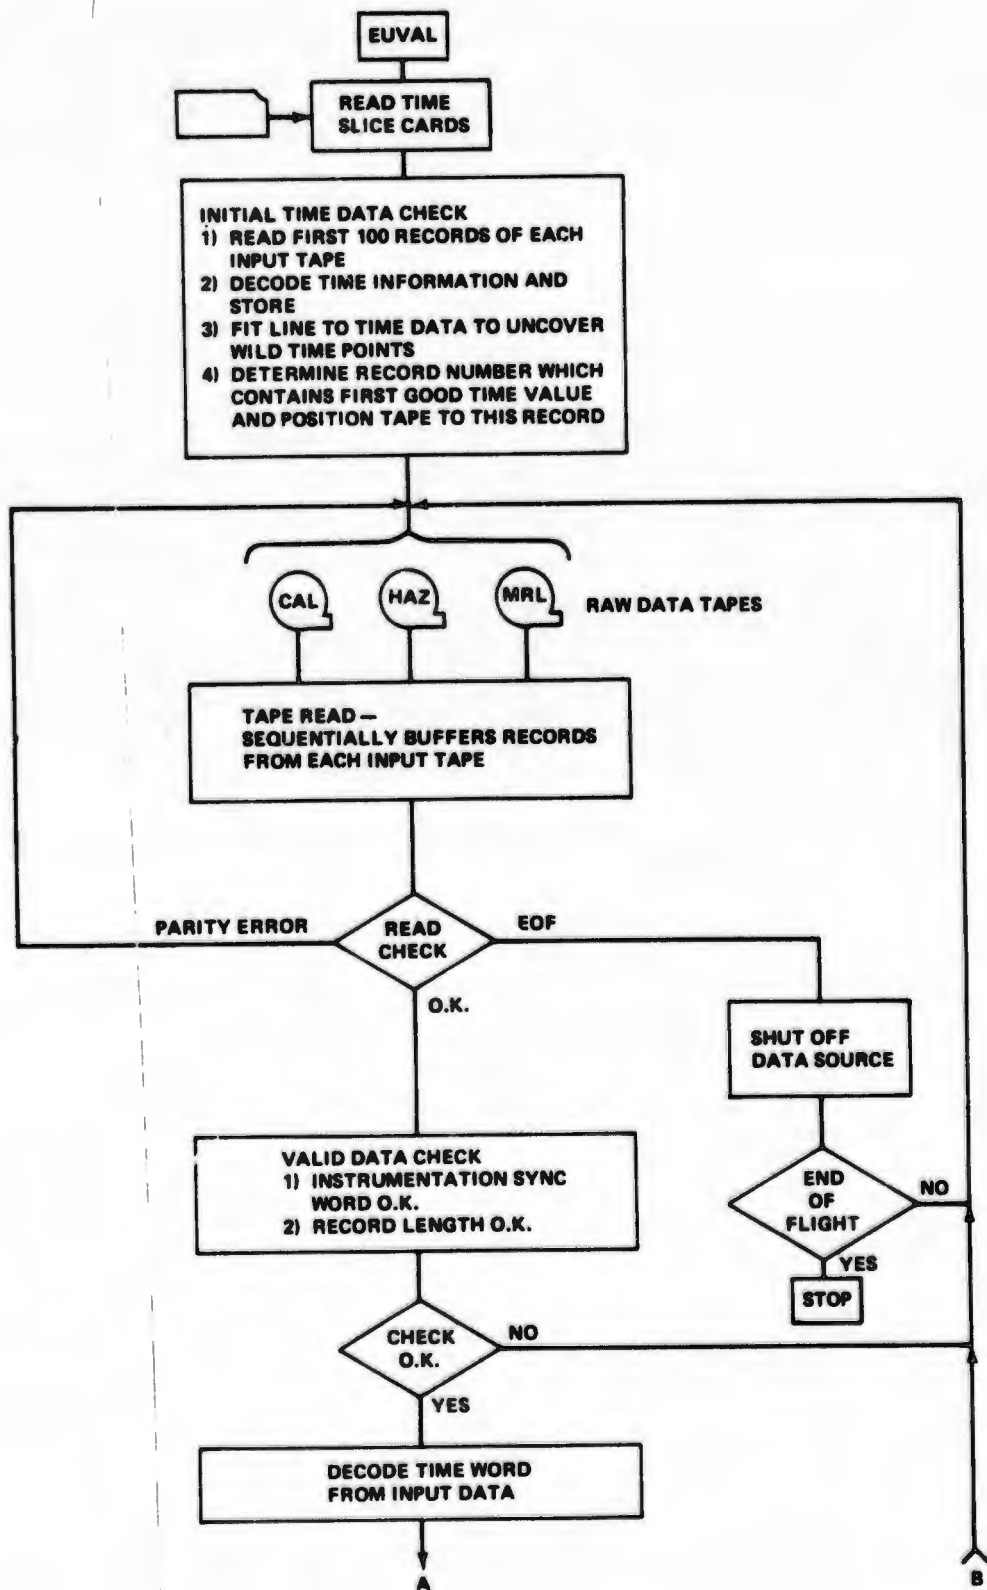 EUVAL
READ TIME
SLICE CARDS
INITIAL TIME DATA CHECK
1) READ FIRST 100 RECORDS OF EACH
INPUT TAPE
2) DECODE TIME INFORMATION AND
STORE
3) FIT LINE TO TIME DATA TO UNCOVER
WILD TIME POINTS
4) DETERMINE RECORD NUMBER WHICH
CONTAINS FIRST GOOD TIME VALUE
AND POSITION TAPE TO THIS RECORD
CAL
HAZ
MRL
RAW DATA TAPES
TAPE READ —
SEQUENTIALLY BUFFERS RECORDS
FROM EACH INPUT TAPE
PARITY ERROR
READ
CHECK
EOF
O.K.
SHUT OFF
DATA SOURCE
VALID DATA CHECK
1) INSTRUMENTATION SYNC
WORD O.K.
2) RECORD LENGTH O.K.
END
OF
FLIGHT
NO
YES
STOP
CHECK
O.K.
NO
YES
DECODE TIME WORD
FROM INPUT DATA
A
B